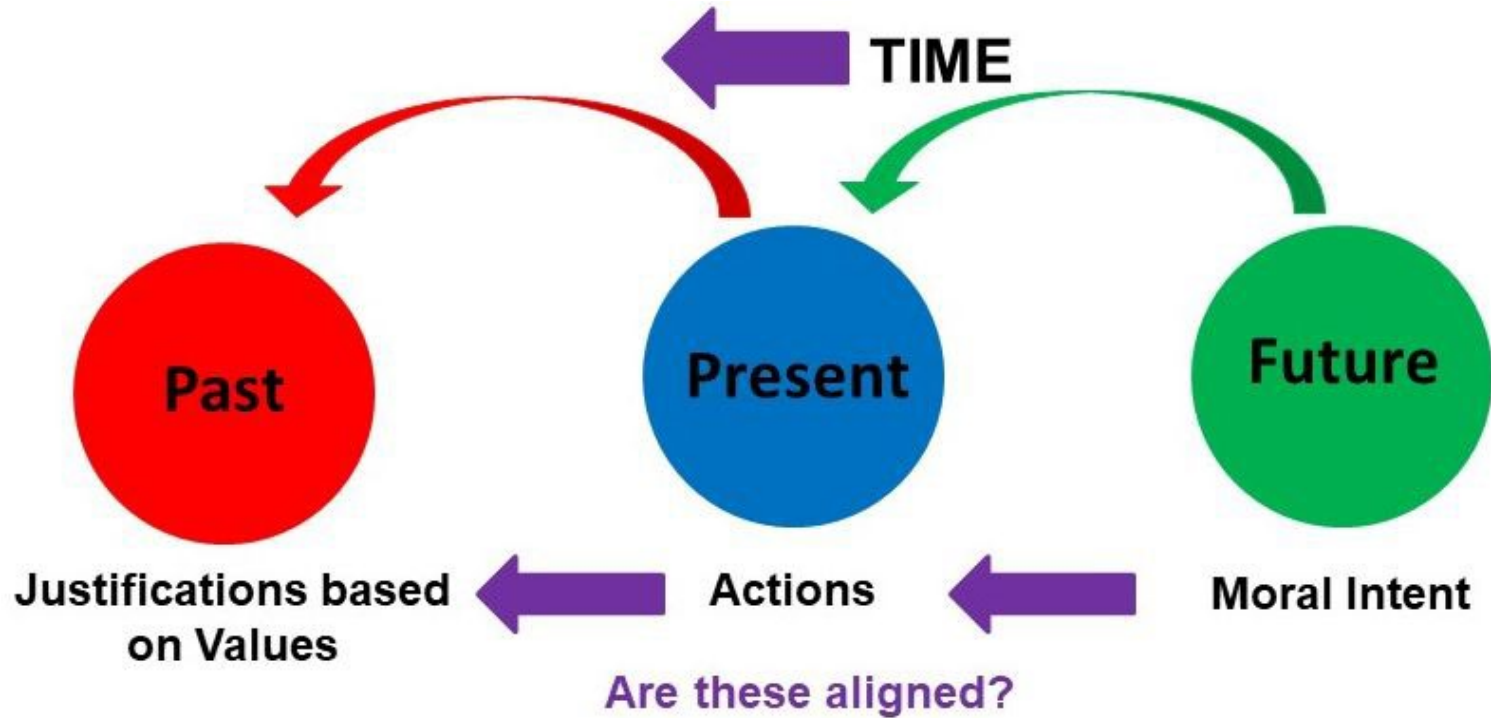 TIME
Past
Present
Future
Justifications based
on Values
Actions
Moral Intent
Are these aligned?